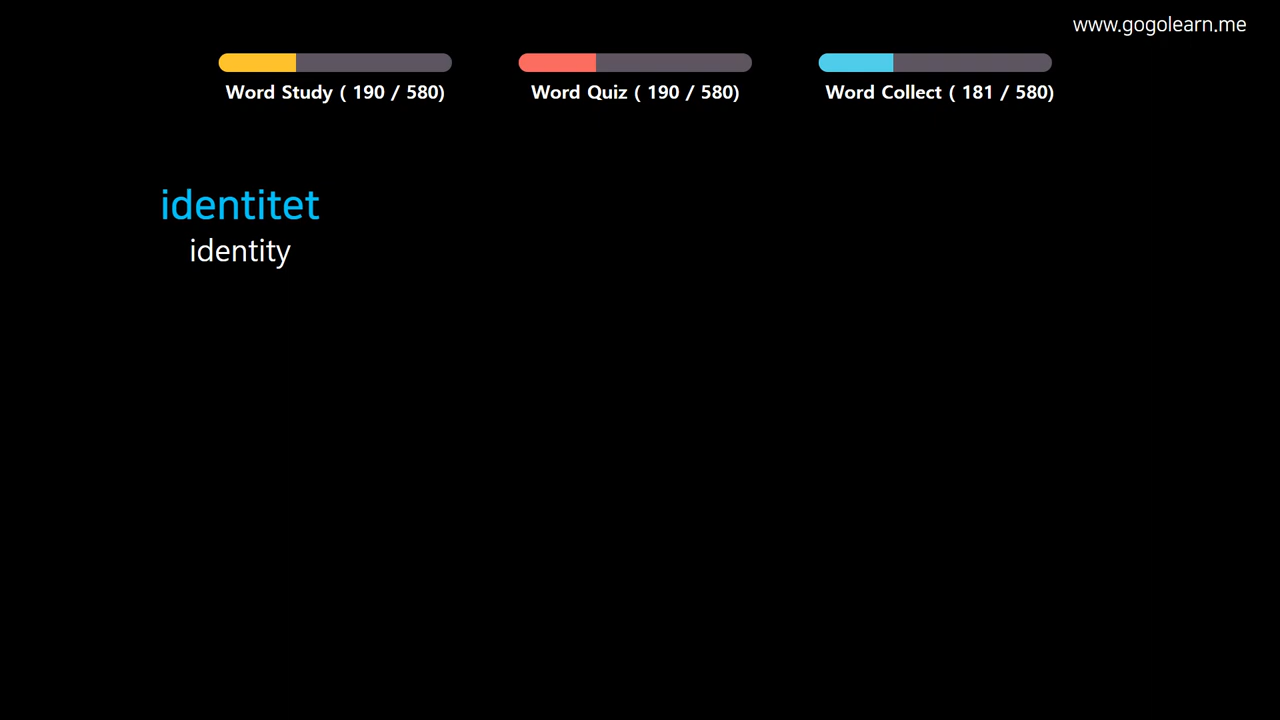 www.gogolearn.me
Word Study ( 190 / 580)
Word Quiz ( 190 / 580)
Word Collect ( 181 / 580)
identitet
identity